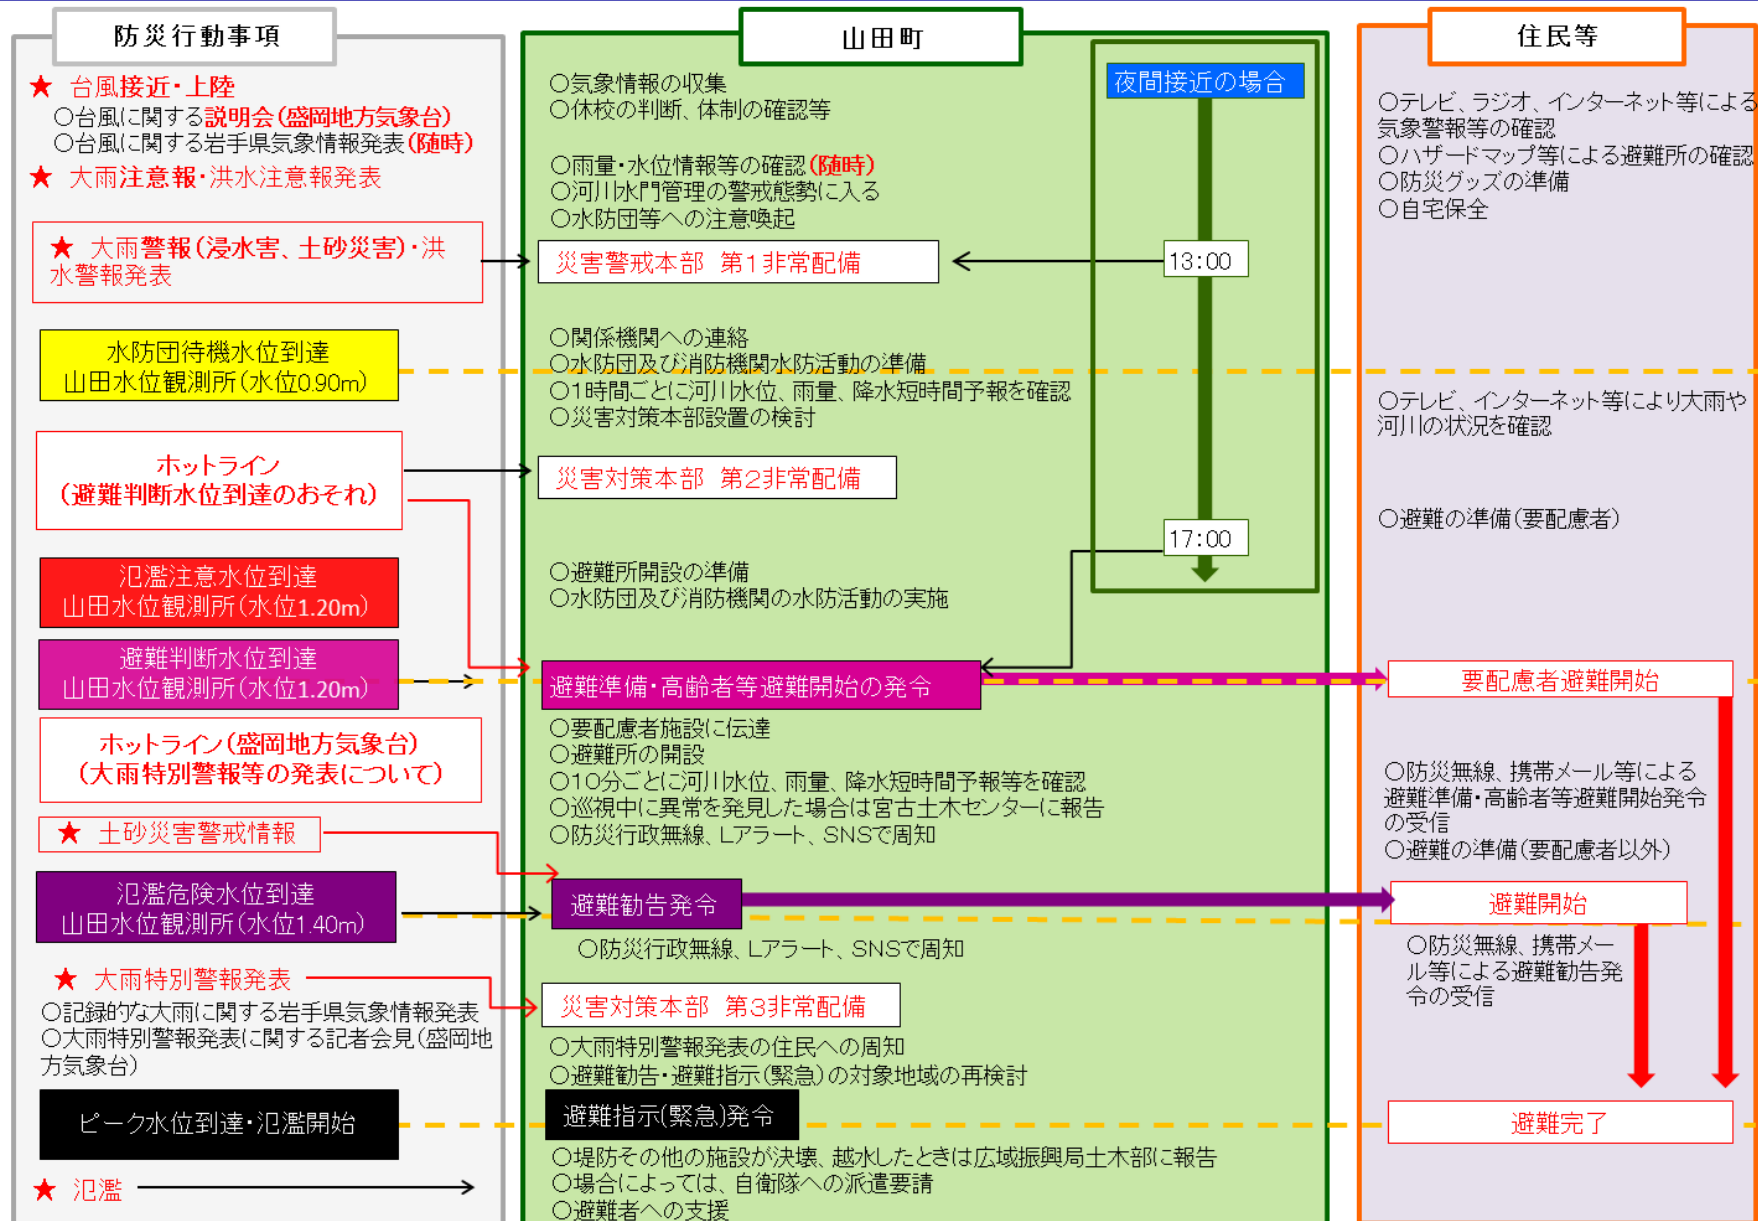 防災行動事項
★ 台風接近・上陸
○台風に関する説明会(盛岡地方気象台)
○台風に関する岩手県気象情報発表(随時)
★ 大雨注意報・洪水注意報発表
★ 大雨警報(浸水害、土砂災害)・洪
水警報発表
水防団待機水位到達
山田水位観測所(水位0.90m)
ホットライン
(避難判断水位到達のおそれ)
氾濫注意水位到達
山田水位観測所(水位1.20m)
避難判断水位到達
山田水位観測所(水位1.20m)
ホットライン(盛岡地方気象台)
(大雨特別警報等の発表について)
★ 土砂災害警戒情報
氾濫危険水位到達
山田水位観測所(水位1.40m)
★ 大雨特別警報発表
○記録的な大雨に関する岩手県気象情報発表
○大雨特別警報発表に関する記者会見(盛岡地
方気象台)
ピーク水位到達・氾濫開始
★ 氾濫
山田町
○気象情報の収集
○休校の判断、体制の確認等
○雨量・水位情報等の確認(随時)
○河川水門管理の警戒態勢に入る
○水防団等への注意喚起
災害警戒本部 第1非常配備
○関係機関への連絡
○水防団及び消防機関水防活動の準備
○1時間ごとに河川水位、雨量、降水短時間予報を確認
○災害対策本部設置の検討
災害対策本部 第2非常配備
○避難所開設の準備
○水防団及び消防機関の水防活動の実施
避難準備・高齢者等避難開始の発令
○要配慮者施設に伝達
○避難所の開設
○10分ごとに河川水位、雨量、降水短時間予報等を確認
○巡視中に異常を発見した場合は宮古土木センターに報告
○防災行政無線、Lアラート、SNSで周知
避難勧告発令
○防災行政無線、Lアラート、SNSで周知
災害対策本部 第3非常配備
○大雨特別警報発表の住民への周知
○避難勧告・避難指示(緊急)の対象地域の再検討
避難指示(緊急)発令
○堤防その他の施設が決壊、越水したときは広域振興局土木部に報告
○場合によっては、自衛隊への派遣要請
○避難者への支援
夜間接近の場合
13:00
17:00
住民等
○テレビ、ラジオ、インターネット等による
気象警報等の確認
○ハザードマップ等による避難所の確認
○防災グッズの準備
○自宅保全
○テレビ、インターネット等により大雨や
河川の状況を確認
○避難の準備(要配慮者)
要配慮者避難開始
○防災無線、携帯メール等による
避難準備・高齢者等避難開始発令
の受信
○避難の準備(要配慮者以外)
避難開始
○防災無線、携帯メー
ル等による避難勧告発
令の受信
避難完了